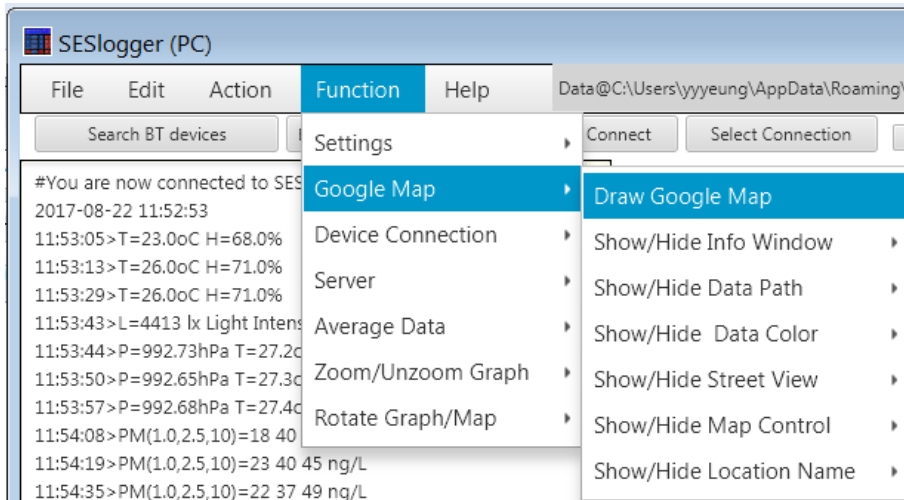 SESlogger (PC)
File Edit Action Function Help Data@C:\Users\yyyeung\AppData\Roaming\
Search BT devices Connect Select Connection
#You are now connected to SES
2017-08-22 11:52:53
11:53:05>T=23.0oC H=68.0%
11:53:13>T=26.0oC H=71.0%
11:53:29>T=26.0oC H=71.0%
11:53:43>L=4413 lx Light Intens
11:53:44>P=992.73hPa T=27.2c
11:53:50>P=992.65hPa T=27.3c
11:53:57>P=992.68hPa T=27.4c
11:54:08>PM(1.0,2.5,10)=18 40
11:54:19>PM(1.0,2.5,10)=23 40 45 ng/L
11:54:35>PM(1.0,2.5,10)=22 37 49 ng/L
Settings
Google Map
Device Connection
Server
Average Data
Zoom/Unzoom Graph
Rotate Graph/Map
Draw Google Map
Show/Hide Info Window
Show/Hide Data Path
Show/Hide  Data Color
Show/Hide Street View
Show/Hide Map Control
Show/Hide Location Name